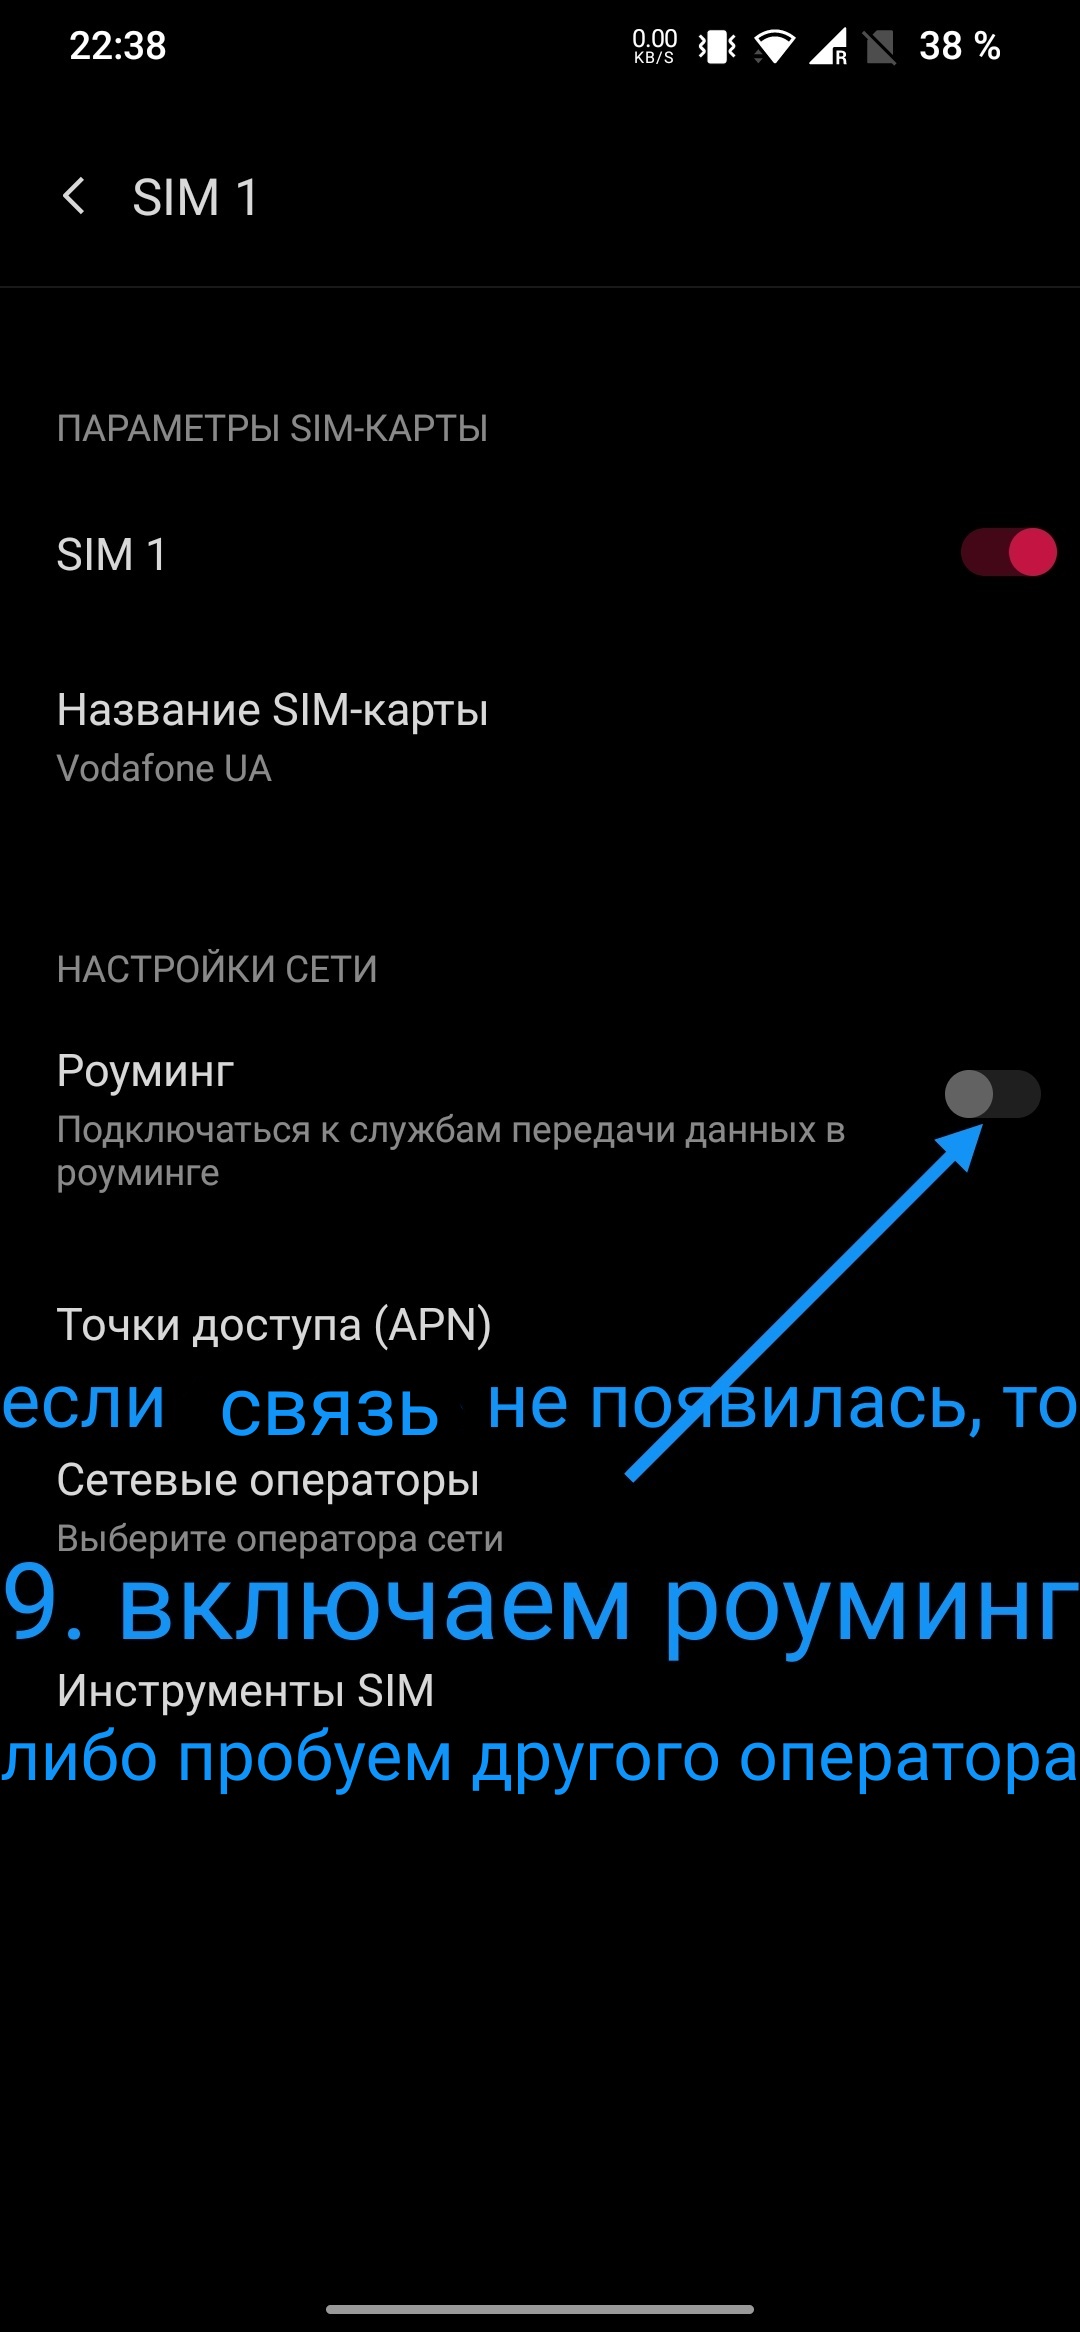 22:38
0.00
KB/S
R
38 %
SIM 1
ПАРАМЕТРЫ SIM-КАРТЫ
SIM 1
Название SIM-карты
Vodafone UA
НАСТРОЙКИ СЕТИ
Роуминг
Подключаться к службам передачи данных в
роуминге
Точки доступа (APN)
если связь не появилась, то
Сетевые операторы
Выберите оператора сети
9. включаем роуминг
Инструменты SIM
либо пробуем другого оператора